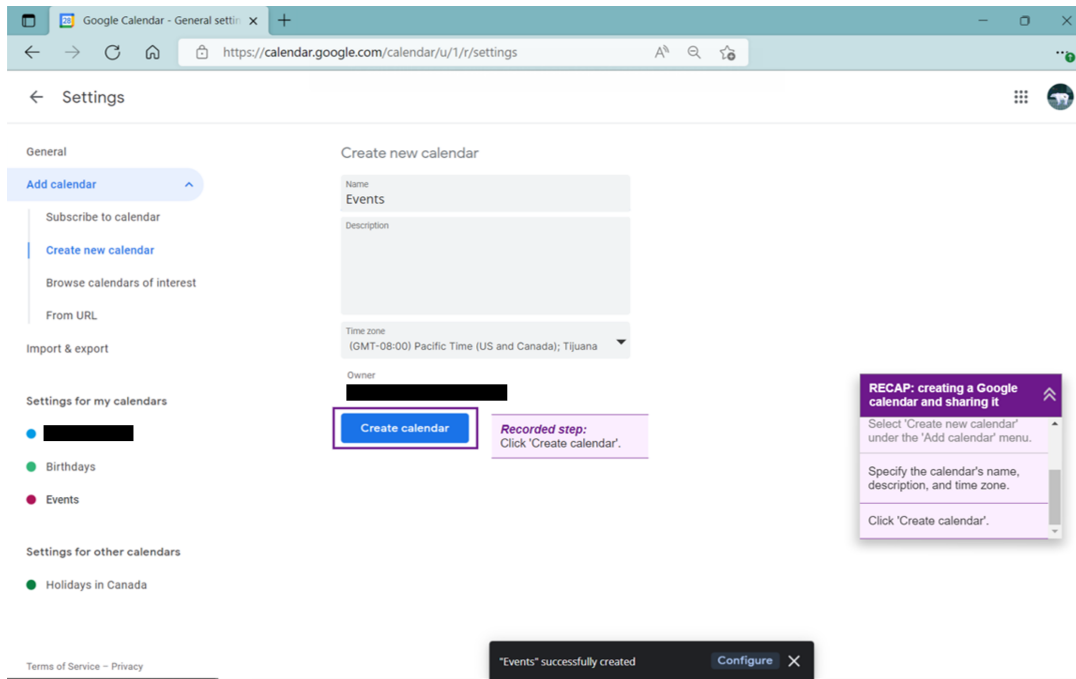 28
Google Calendar - General settin
https://calendar.google.com/calendar/u/1/r/settings
Settings
General
Add calendar
Subscribe to calendar
Create new calendar
Browse calendars of interest
From URL
Import & export
Settings for my calendars
Birthdays
Events
Settings for other calendars
Holidays in Canada
Terms of Service – Privacy
Create new calendar
Name
Events
Description
Time zone
(GMT-08:00) Pacific Time (US and Canada); Tijuana
Owner
Create calendar
Recorded step:
Click 'Create calendar'.
RECAP: creating a Google
calendar and sharing it
Select 'Create new calendar'
under the 'Add calendar' menu.
Specify the calendar's name,
description, and time zone.
Click 'Create calendar'.
"Events" successfully created
Configure